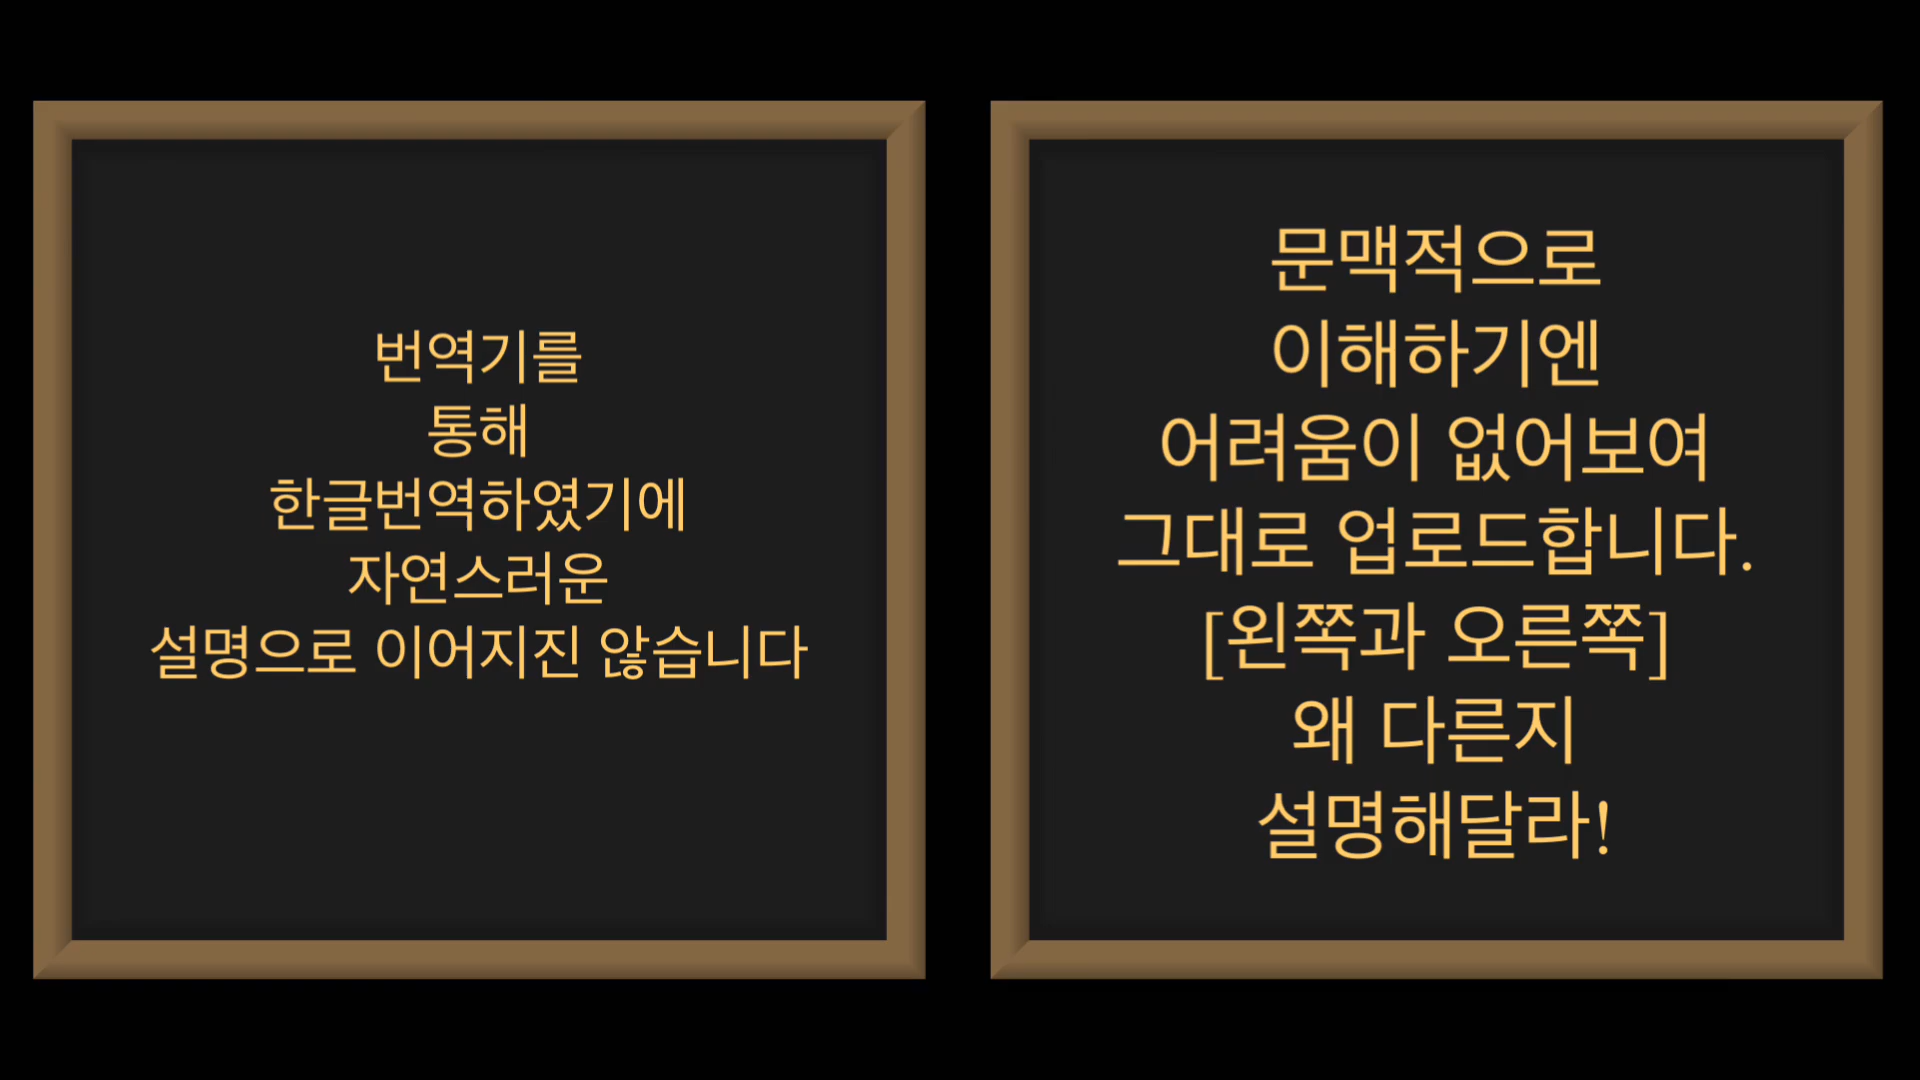 번역기를
통해
한글번역하였기에
자연스러운
설명으로 이어지진 않습니다
문맥적으로
이해하기엔
어려움이 없어보여
그대로 업로드합니다.
[왼쪽과 오른쪽]
왜 다른지
설명해달라!